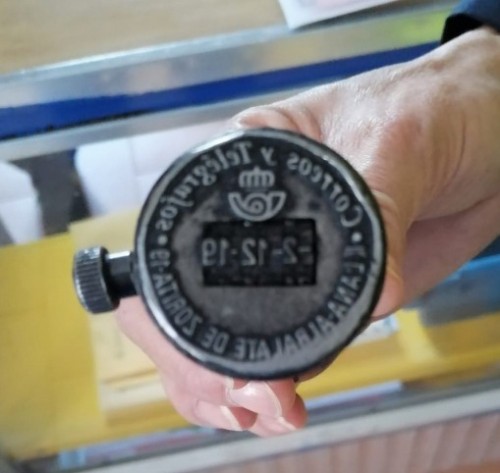 Correos y Telégrafos
-2-12-19
ALBALATE DE ZORITA-19